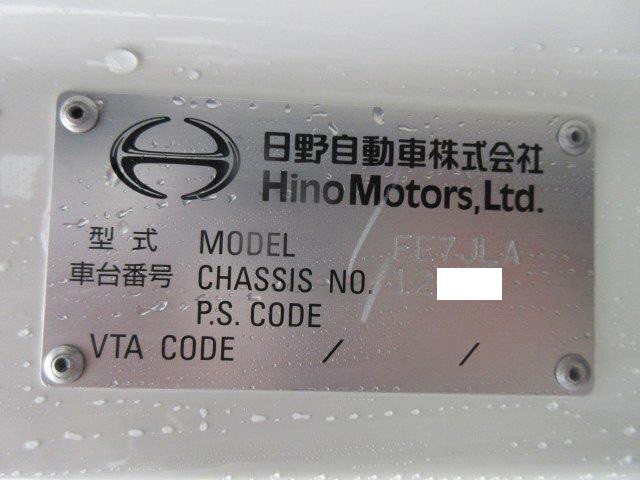 日野自動車株式会社
Hino Motors, Ltd.
型式 MODEL FE7JLA
車台番号 CHASSIS NO. 12
P.S. CODE
VTA CODE / /